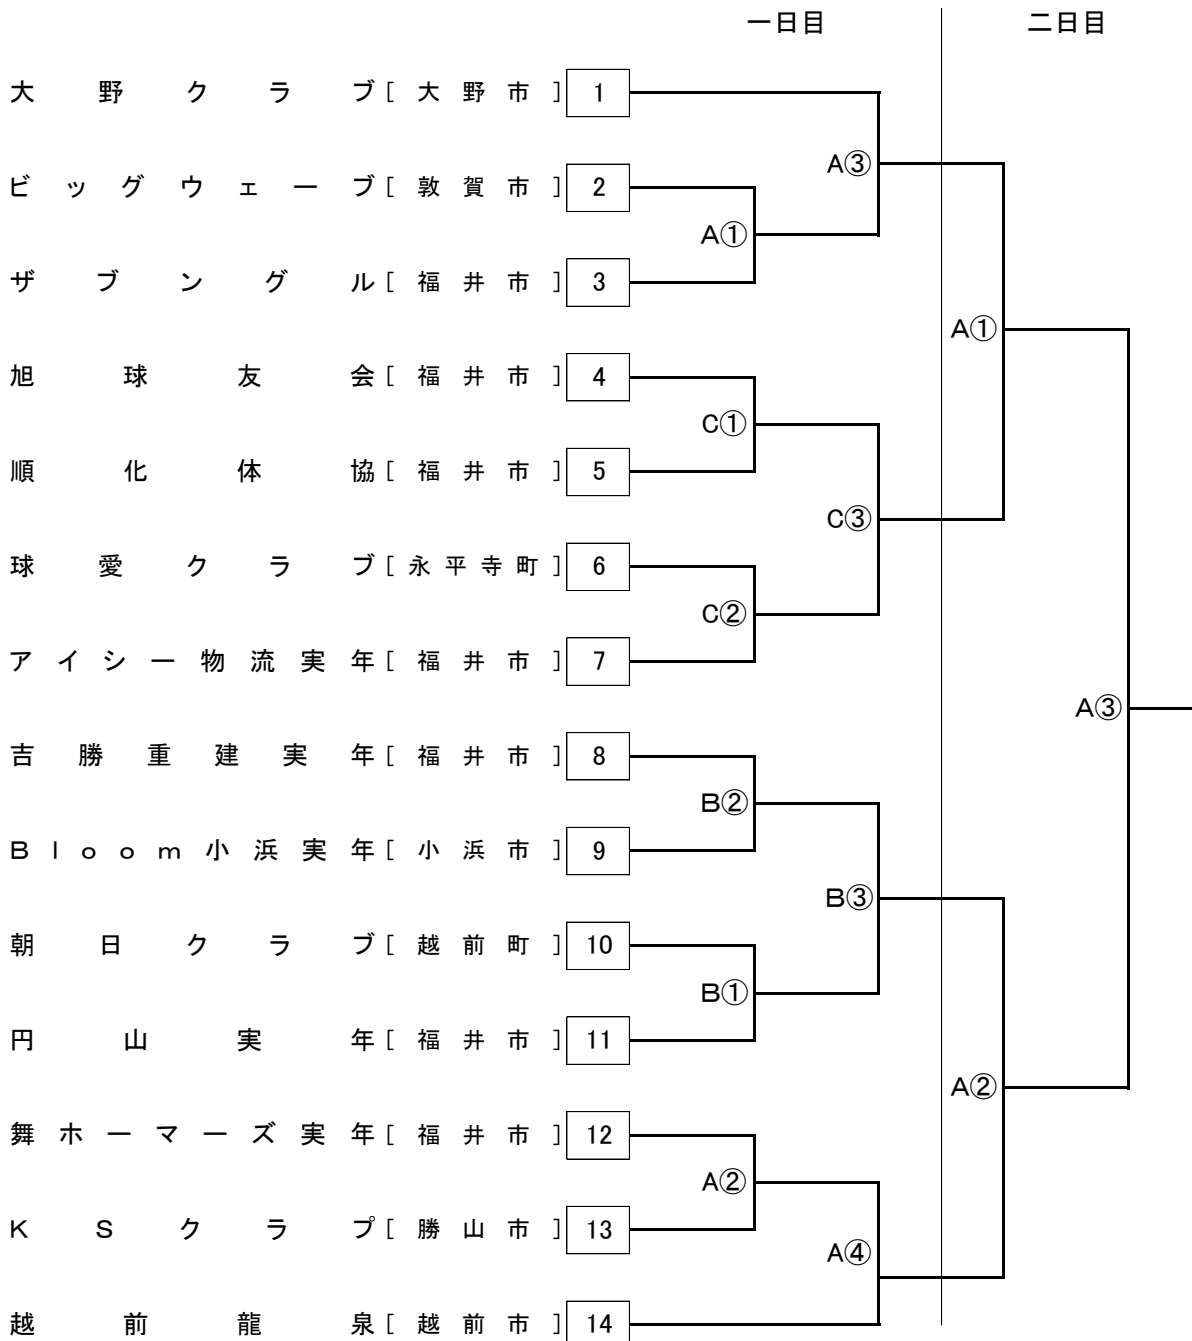 一日目 二日目
大野クラブ[大野市] 1
A③
ビッグウェーブ[敦賀市] 2
A①
ザブングル[福井市] 3
A①
旭球友会[福井市] 4
C①
順化体協[福井市] 5
C③
球愛クラブ[永平寺町] 6
C②
アイシー物流実年[福井市] 7
A③
吉勝重建実年[福井市] 8
B②
Bloom小浜実年[小浜市] 9
B③
朝日クラブ[越前町] 10
B①
円山実年[福井市] 11
A②
舞ホーマーズ実年[福井市] 12
A②
KSクラプ[勝山市] 13
A④
越前龍泉[越前市] 14